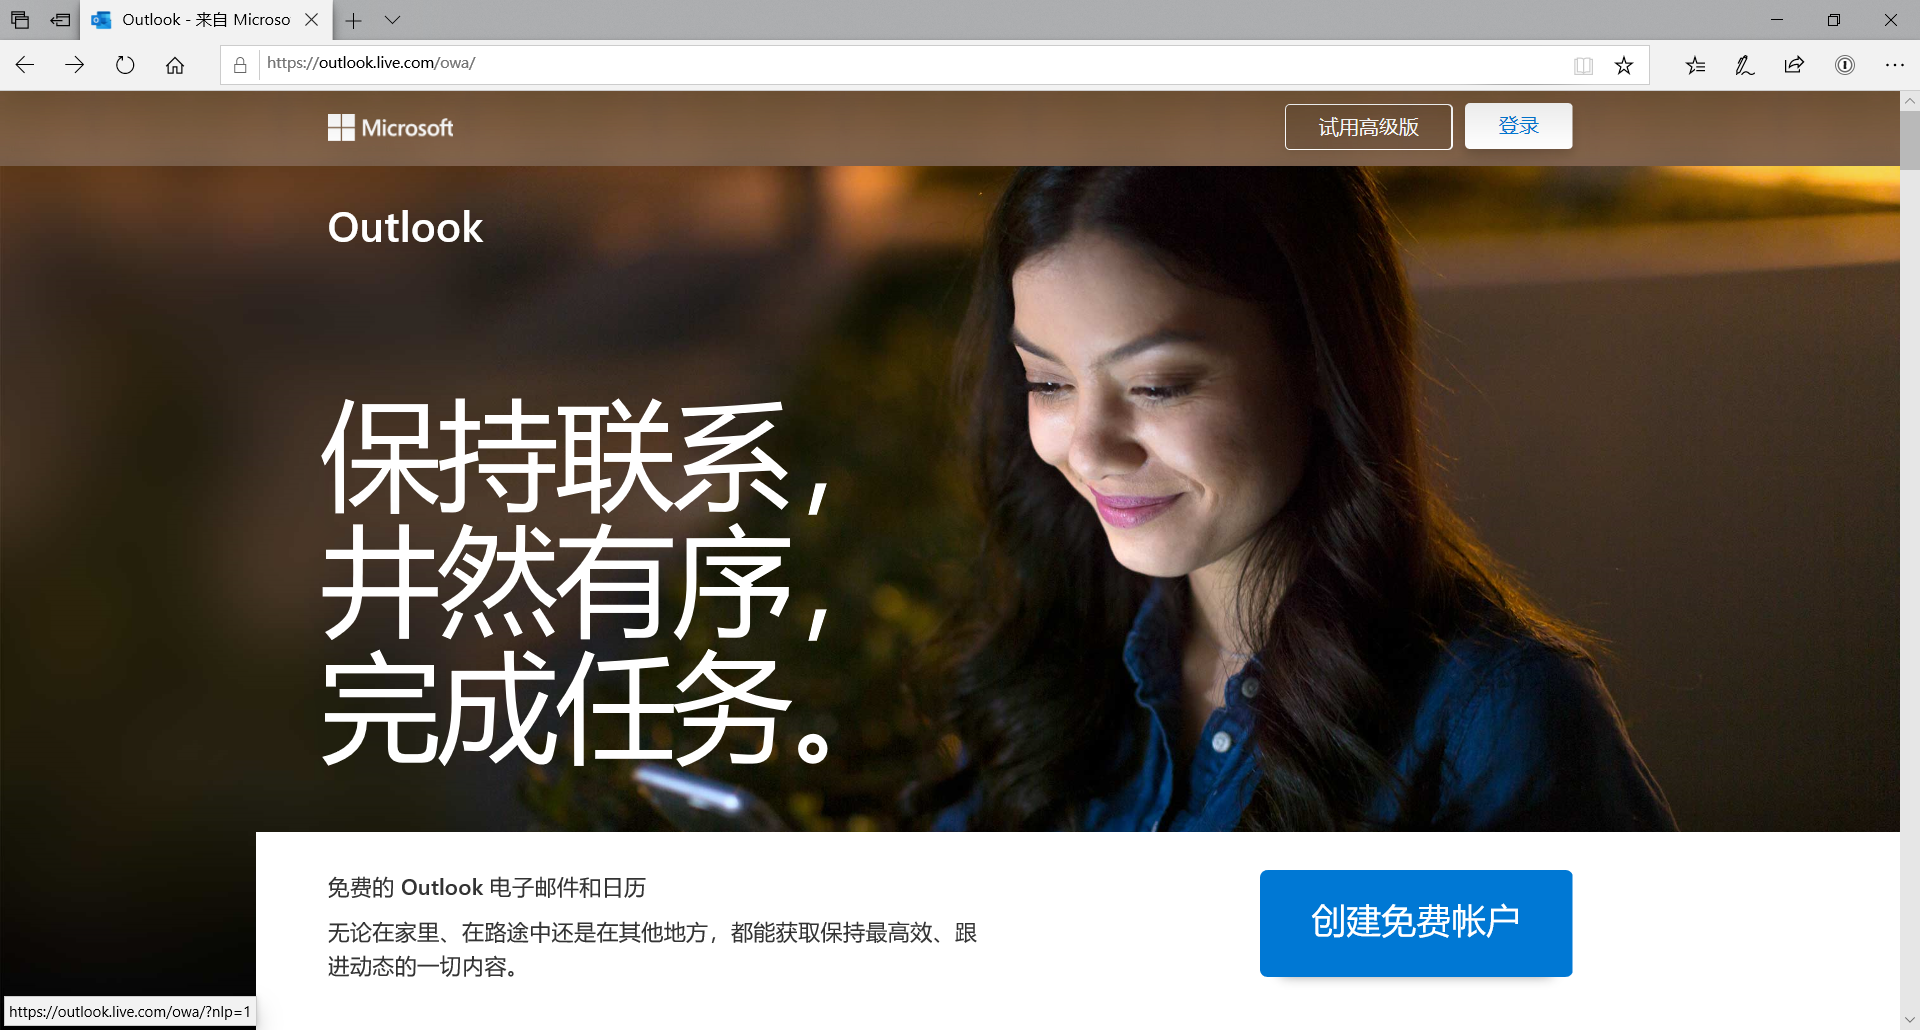 Outlook - 来自 Microso
https://outlook.live.com/owa/
Microsoft
试用高级版
登录
Outlook
保持联系，
井然有序，
完成任务。
免费的 Outlook 电子邮件和日历
无论在家里、在路途中还是在其他地方，都能获取保持最高效、跟
进动态的一切内容。
创建免费帐户
https://outlook.live.com/owa/?nlp=1